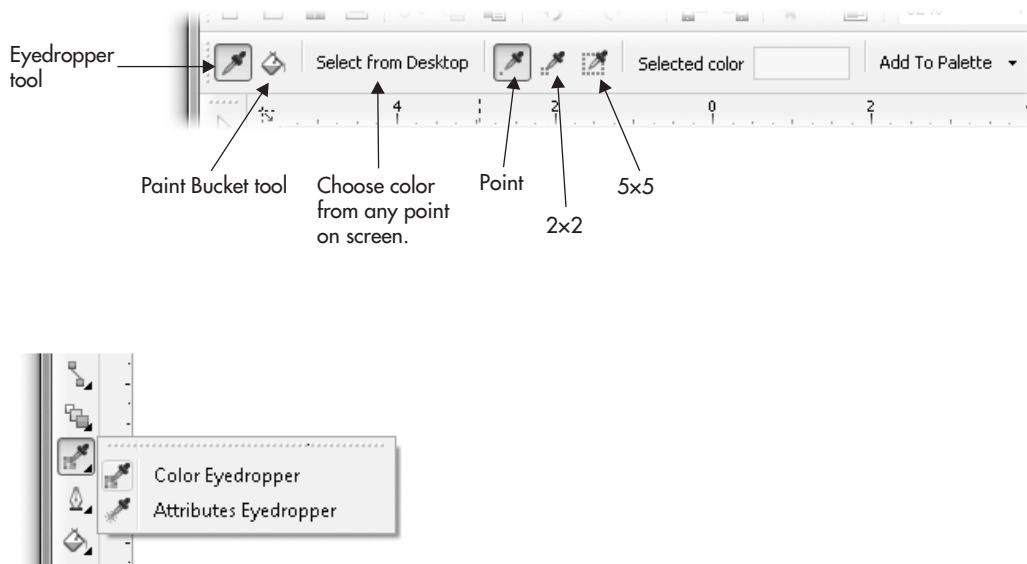 Eyedropper
tool
Select from Desktop
Selected color
Add To Palette
4
2
0
2
Paint Bucket tool
Choose color
from any point
on screen.
Point
2×2
5×5
Color Eyedropper
Attributes Eyedropper